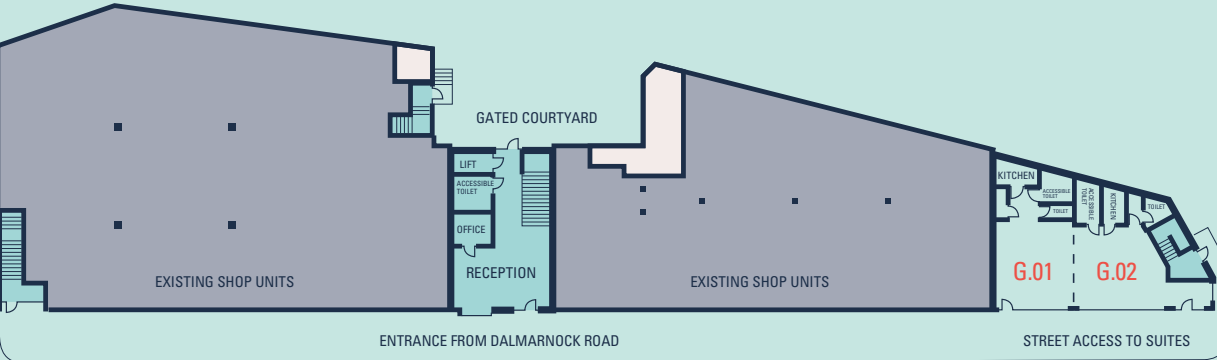 GATED COURTYARD
LIFT
ACCESSIBLE
TOILET
OFFICE
RECEPTION
EXISTING SHOP UNITS
EXISTING SHOP UNITS
KITCHEN
ACCESSIBLE
TOILET
TOILET
ACCESSIBLE
TOILET
KITCHEN
TOILET
G.01
G.02
ENTRANCE FROM DALMARNOCK ROAD
STREET ACCESS TO SUITES